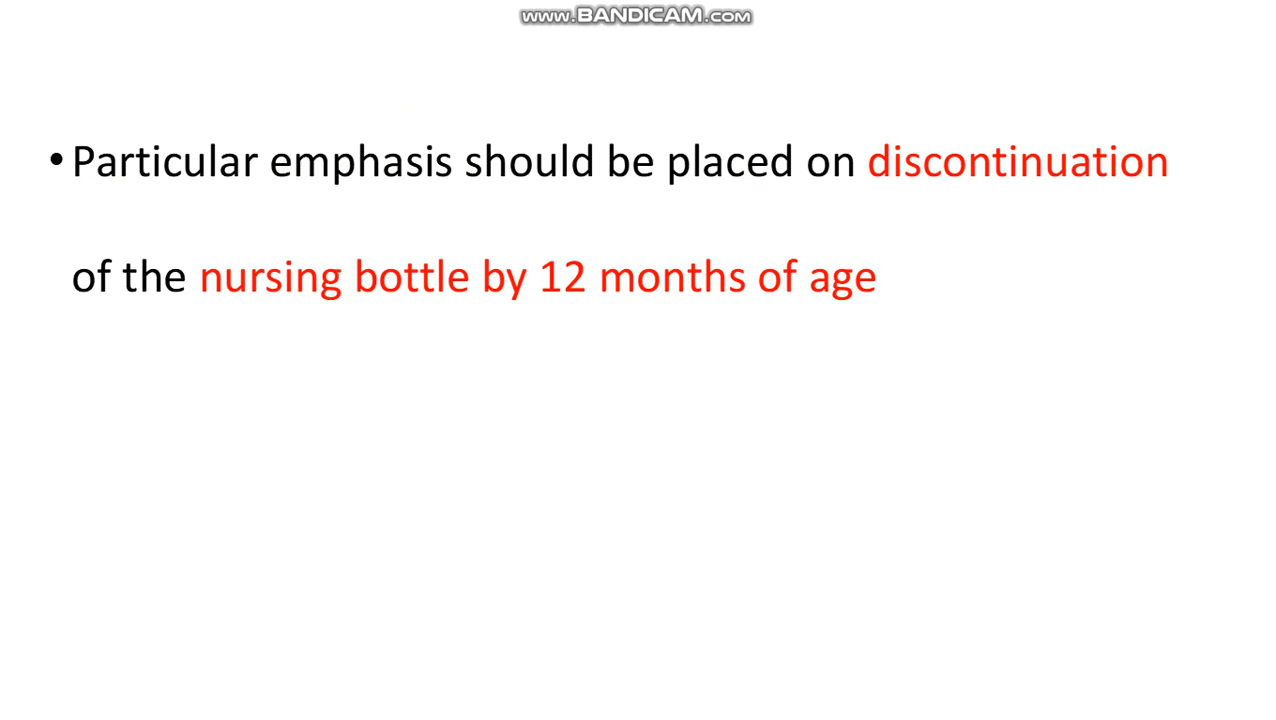 www.BANDICAM.com
•Particular emphasis should be placed on discontinuation
of the nursing bottle by 12 months of age